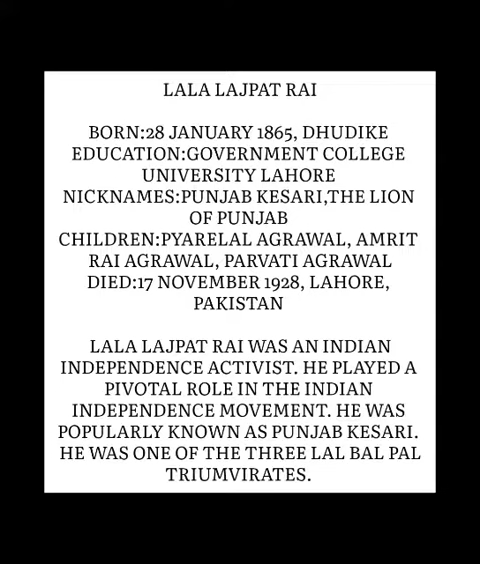 LALA LAJPAT RAI
BORN:28 JANUARY 1865, DHUDIKE
EDUCATION:GOVERNMENT COLLEGE
UNIVERSITY LAHORE
NICKNAMES:PUNJAB KESARI,THE LION
OF PUNJAB
CHILDREN:PYARELAL AGRAWAL, AMRIT
RAI AGRAWAL, PARVATI AGRAWAL
DIED:17 NOVEMBER 1928, LAHORE,
PAKISTAN
LALA LAJPAT RAI WAS AN INDIAN
INDEPENDENCE ACTIVIST. HE PLAYED A
PIVOTAL ROLE IN THE INDIAN
INDEPENDENCE MOVEMENT. HE WAS
POPULARLY KNOWN AS PUNJAB KESARI.
HE WAS ONE OF THE THREE LAL BAL PAL
TRIUMVIRATES.